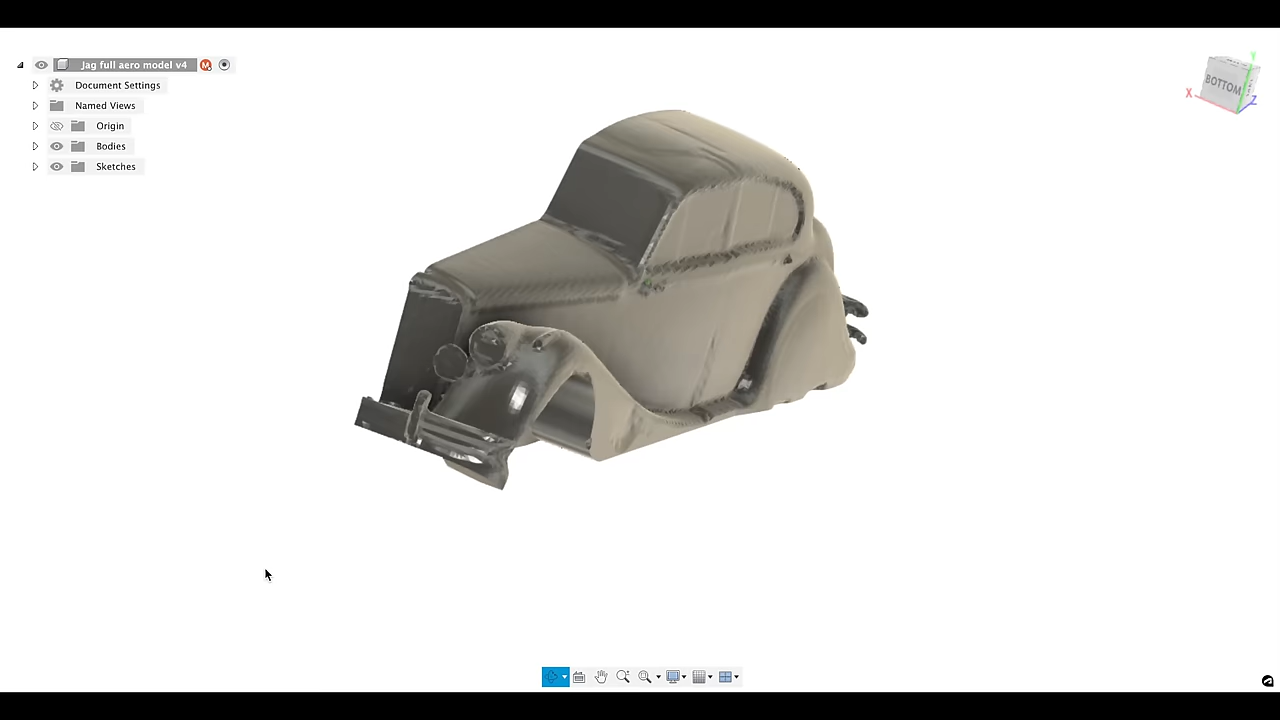 Jag full aero model v4
Document Settings
Named Views
Origin
Bodies
Sketches
BOTTOM
X
Y
Z